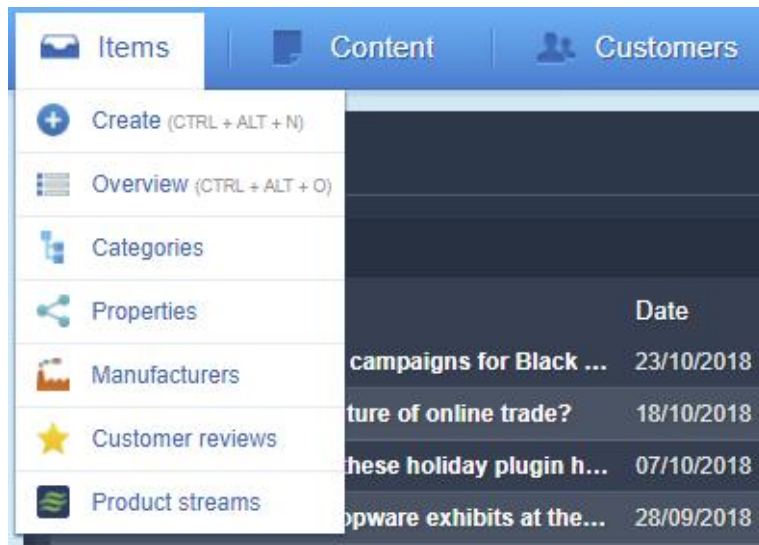 Items Content Customers
Create (CTRL + ALT + N)
Overview (CTRL + ALT + O)
Categories
Properties Date
Manufacturers campaigns for Black ... 23/10/2018
Customer reviews ture of online trade? 18/10/2018
these holiday plugin h... 07/10/2018
Product streams opware exhibits at the... 28/09/2018